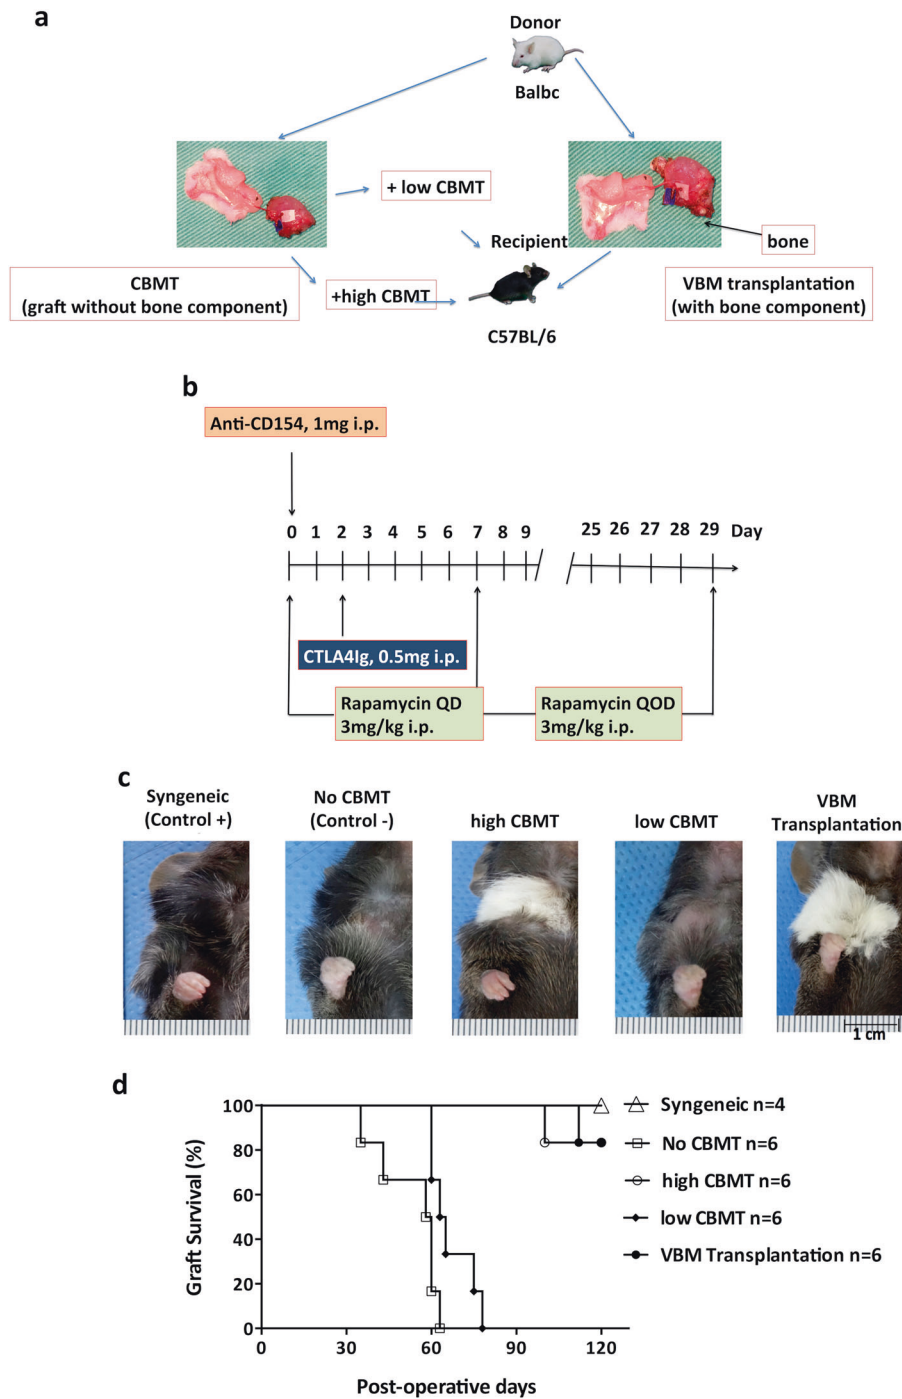 a
Donor
Balbc
+ low CBMT
Recipient
bone
CBMT
(graft without bone component)
+high CBMT
VBM transplantation
(with bone component)
C57BL/6
b
Anti-CD154, 1mg i.p.
0 1 2 3 4 5 6 7 8 9 25 26 27 28 29 Day
CTLA4Ig, 0.5mg i.p.
Rapamycin QD
3mg/kg i.p.
Rapamycin QOD
3mg/kg i.p.
c
Syngeneic
(Control +)
No CBMT
(Control -)
high CBMT
low CBMT
VBM
Transplantation
1 cm
d
Graft Survival (%)
100
80
60
40
20
0
0 30 60 90 120
Post-operative days
Syngeneic n=4
No CBMT n=6
high CBMT n=6
low CBMT n=6
VBM Transplantation n=6